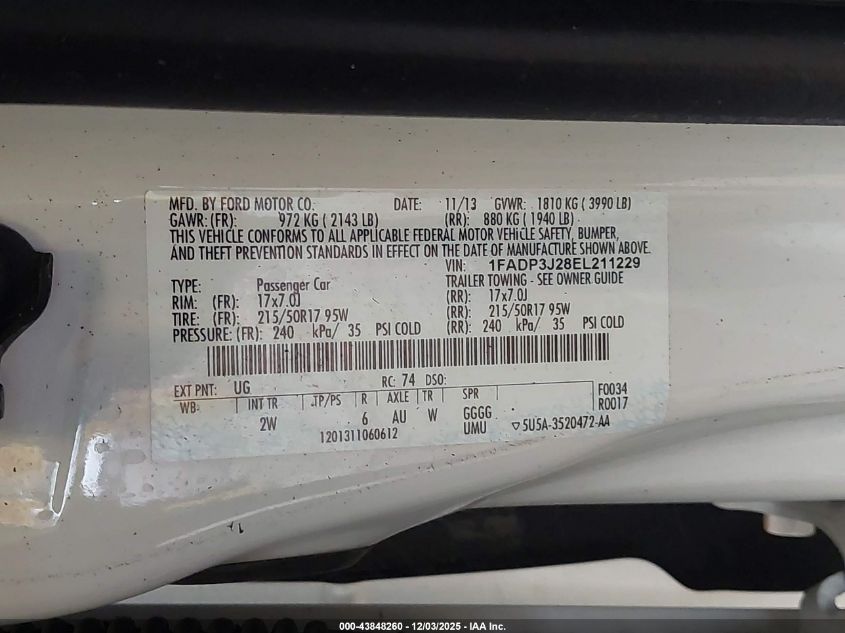 MFD. BY FORD MOTOR CO. DATE: 11/13 GVWR: 1810 KG ( 3990 LB)
GAWR: (FR): 972 KG ( 2143 LB) (RR): 880 KG ( 1940 LB)
THIS VEHICLE CONFORMS TO ALL APPLICABLE FEDERAL MOTOR VEHICLE SAFETY, BUMPER,
AND THEFT PREVENTION STANDARDS IN EFFECT ON THE DATE OF MANUFACTURE SHOWN ABOVE.
VIN: 1FADP3J28EL211229
TYPE: Passenger Car TRAILER TOWING - SEE OWNER GUIDE
RIM: (FR): 17x7.0J (RR): 17x7.0J
TIRE: (FR): 215/50R17 95W (RR): 215/50R17 95W
PRESSURE: (FR): 240 kPa/ 35 PSI COLD (RR): 240 kPa/ 35 PSI COLD
EXT PNT: UG RC: 74 DSO: F0034
WB: INT TR TP/PS R AXLE TR SPR R0017
2W 6 AU W GGGG
1201311060612 UMU ▽5U5A-3520472-AA
000-43848260 - 12/03/2025 - IAA Inc.